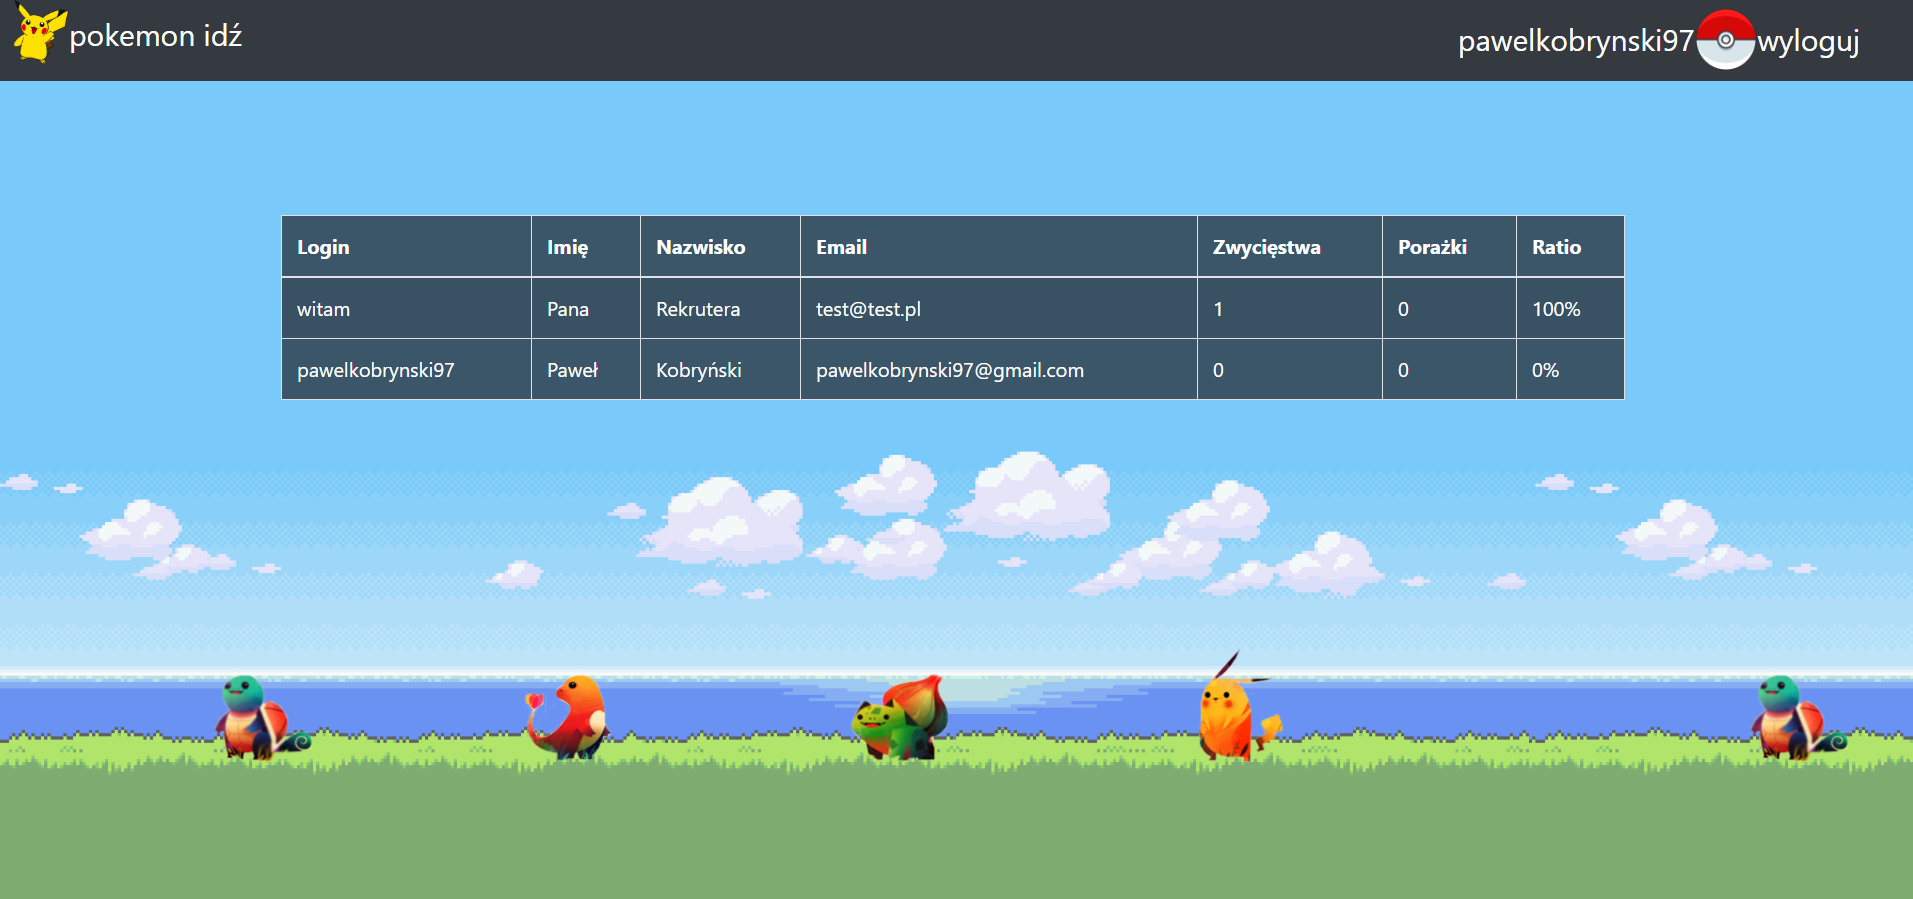 pokemon idź
pawelkobrynski97 wyloguj
Login Imię Nazwisko Email Zwycięstwa Porażki Ratio
witam Pana Rekrutera test@test.pl 1 0 100%
pawelkobrynski97 Paweł Kobryński pawelkobrynski97@gmail.com 0 0 0%